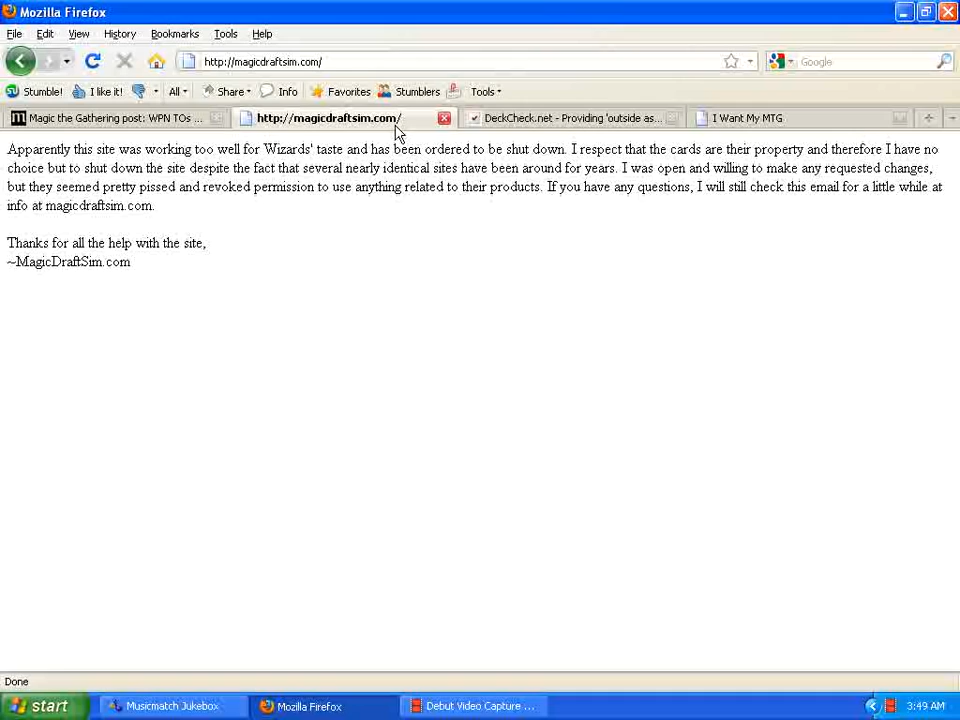 Mozilla Firefox
File Edit View History Bookmarks Tools Help
http://magicdraftsim.com/ Google
Stumble! I like it! All Share Info Favorites Stumblers Tools
Magic the Gathering post: WPN TOs ... http://magicdraftsim.com/ DeckCheck.net - Providing 'outside as... I Want My MTG
Apparently this site was working too well for Wizards' taste and has been ordered to be shut down. I respect that the cards are their property and therefore I have no
choice but to shut down the site despite the fact that several nearly identical sites have been around for years. I was open and willing to make any requested changes,
but they seemed pretty pissed and revoked permission to use anything related to their products. If you have any questions, I will still check this email for a little while at
info at magicdraftsim.com.
Thanks for all the help with the site,
~MagicDraftSim.com
Done
start Musicmatch Jukebox Mozilla Firefox Debut Video Capture ... 3:49 AM